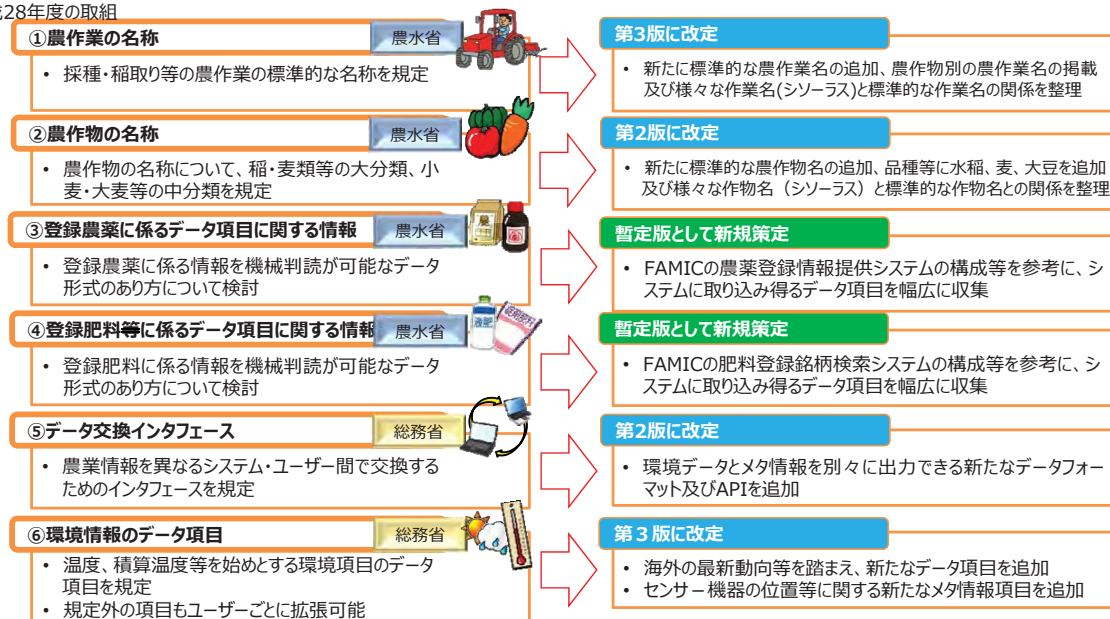 28年度の取組
①農作業の名称
農水省
・ 採種・稲取り等の農作業の標準的な名称を規定
第3版に改定
・ 新たに標準的な農作業名の追加、農作物別の農作業名の掲載
及び様々な作業名(シソーラス)と標準的な作業名の関係を整理
②農作物の名称
農水省
・ 農作物の名称について、稲・麦類等の大分類、小
麦・大麦等の中分類を規定
第2版に改定
・ 新たに標準的な農作物名の追加、品種等に水稲、麦、大豆を追加
及び様々な作物名（シソーラス）と標準的な作物名との関係を整理
③登録農薬に係るデータ項目に関する情報
農水省
・ 登録農薬に係る情報を機械判読が可能なデータ
形式のあり方について検討
暫定版として新規策定
・ FAMICの農薬登録情報提供システムの構成等を参考に、シ
ステムに取り込み得るデータ項目を幅広に収集
④登録肥料等に係るデータ項目に関する情報
農水省
液肥
・ 登録肥料に係る情報を機械判読が可能なデータ
形式のあり方について検討
暫定版として新規策定
・ FAMICの肥料登録銘柄検索システムの構成等を参考に、シ
ステムに取り込み得るデータ項目を幅広に収集
⑤データ交換インタフェース
総務省
・ 農業情報を異なるシステム・ユーザー間で交換する
ためのインタフェースを規定
第2版に改定
・ 環境データとメタ情報を別々に出力できる新たなデータフォー
マット及びAPIを追加
⑥環境情報のデータ項目
総務省
・ 温度、積算温度等を始めとする環境項目のデータ
項目を規定
・ 規定外の項目もユーザーごとに拡張可能
第３版に改定
・ 海外の最新動向等を踏まえ、新たなデータ項目を追加
・ センサー機器の位置等に関する新たなメタ情報項目を追加